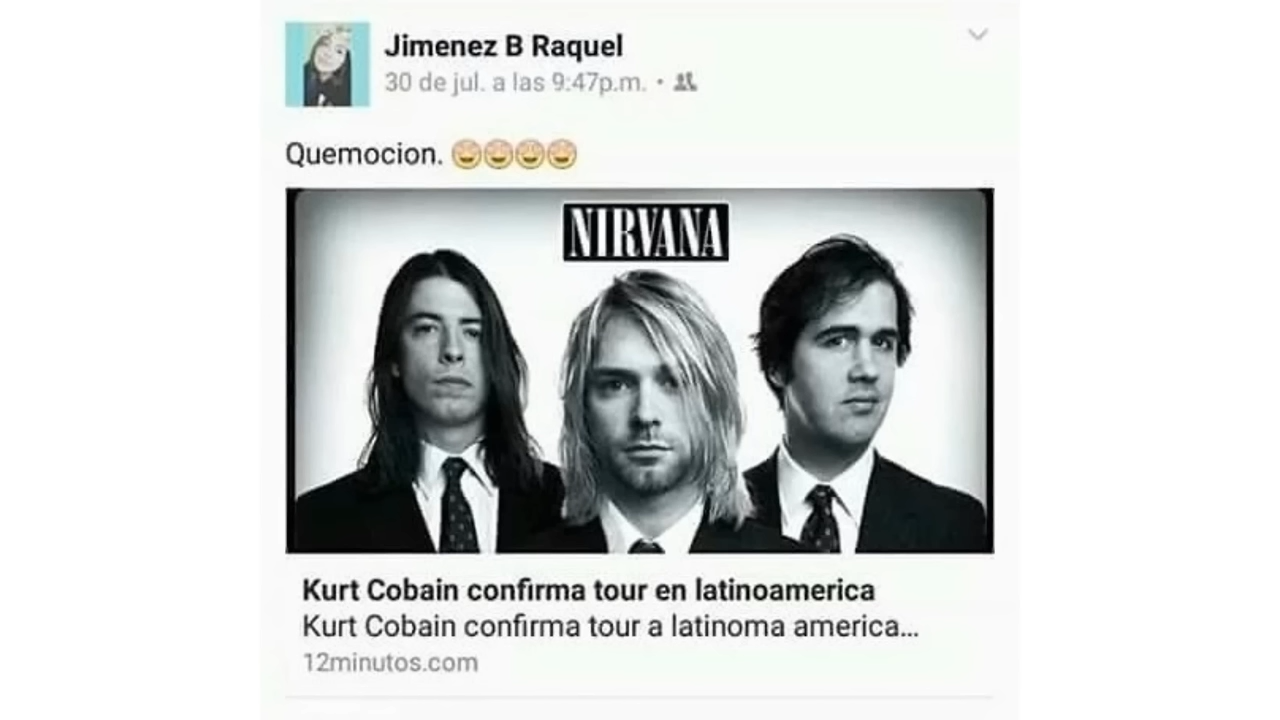 Jimenez B Raquel
30 de jul. a las 9:47p.m. •
Quemocion. 🤩🤩🤩🤩
NIRVANA
Kurt Cobain confirma tour en latinoamerica
Kurt Cobain confirma tour a latinoma america...
12minutos.com